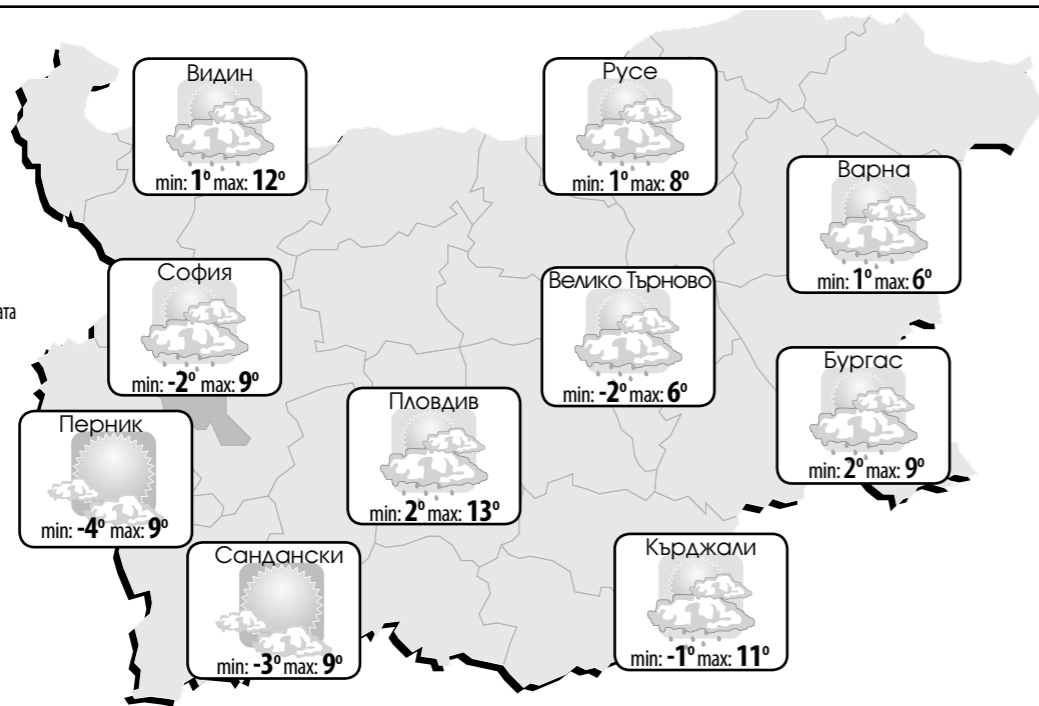 Видин
min: 1° max: 12°
Русе
min: 1° max: 8°
Варна
min: 1° max: 6°
София
min: -2° max: 9°
Велико Търново
min: -2° max: 6°
ата
Бургас
min: 2° max: 9°
Пловдив
min: 2° max: 13°
Перник
min: -4° max: 9°
Сандански
min: -3° max: 9°
Кърджали
min: -1° max: 11°